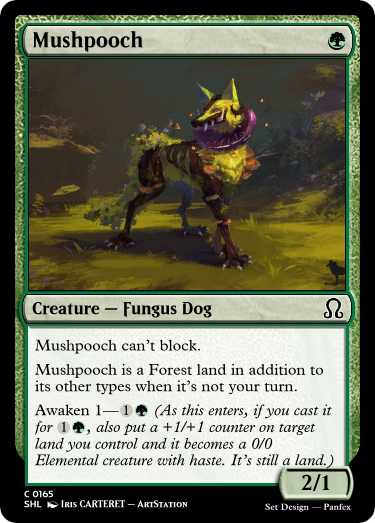 Mushpooch
Creature — Fungus Dog
Mushpooch can't block.
Mushpooch is a Forest land in addition to
its other types when it's not your turn.
Awaken 1—1 (As this enters, if you cast it
for 1 , also put a +1/+1 counter on target
land you control and it becomes a 0/0
Elemental creature with haste. It's still a land.)
2/1
C 0165
SHL Iris CARTERET — ArtStation
Set Design — Panfex